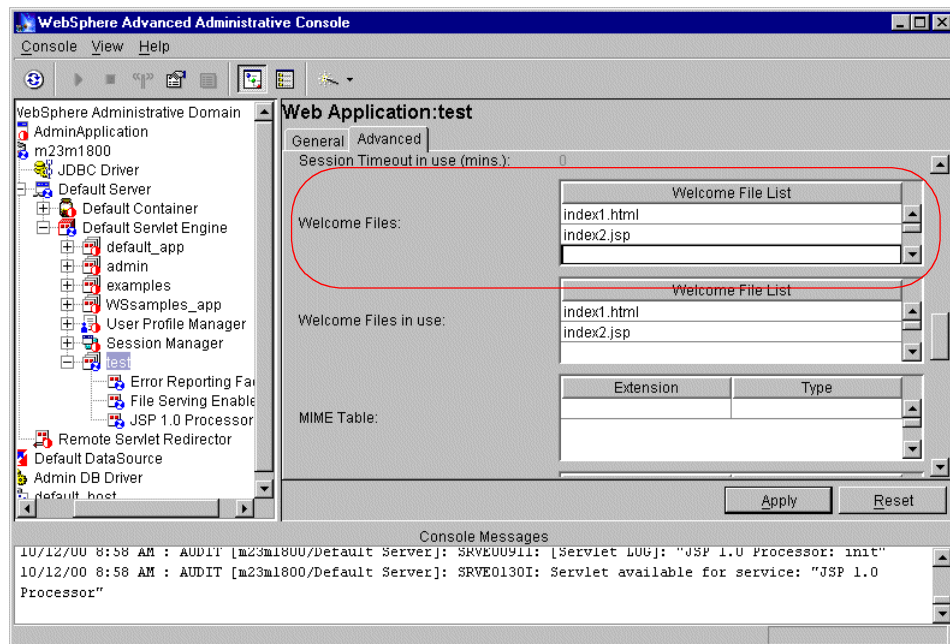 WebSphere Advanced Administrative Console
Console View Help
WebSphere Administrative Domain
AdminApplication
m23m1800
JDBC Driver
Default Server
Default Container
Default Servlet Engine
default_app
admin
examples
WSsamples_app
User Profile Manager
Session Manager
test
Error Reporting Fa
File Serving Enable
JSP 1.0 Processor
Remote Servlet Redirector
Default DataSource
Admin DB Driver
default_host
Web Application:test
General Advanced
Session Timeout in use (mins.): 0
Welcome File List
Welcome Files:
index1.html
index2.jsp
Welcome File List
Welcome Files in use:
index1.html
index2.jsp
Extension Type
MIME Table:
Apply Reset
Console Messages
10/12/00 8:58 AM : AUDIT [m23m1800/Default Server]: SRVE0091I: [Servlet LOG]: "JSP 1.0 Processor: init"
10/12/00 8:58 AM : AUDIT [m23m1800/Default Server]: SRVE0130I: Servlet available for service: "JSP 1.0
Processor"